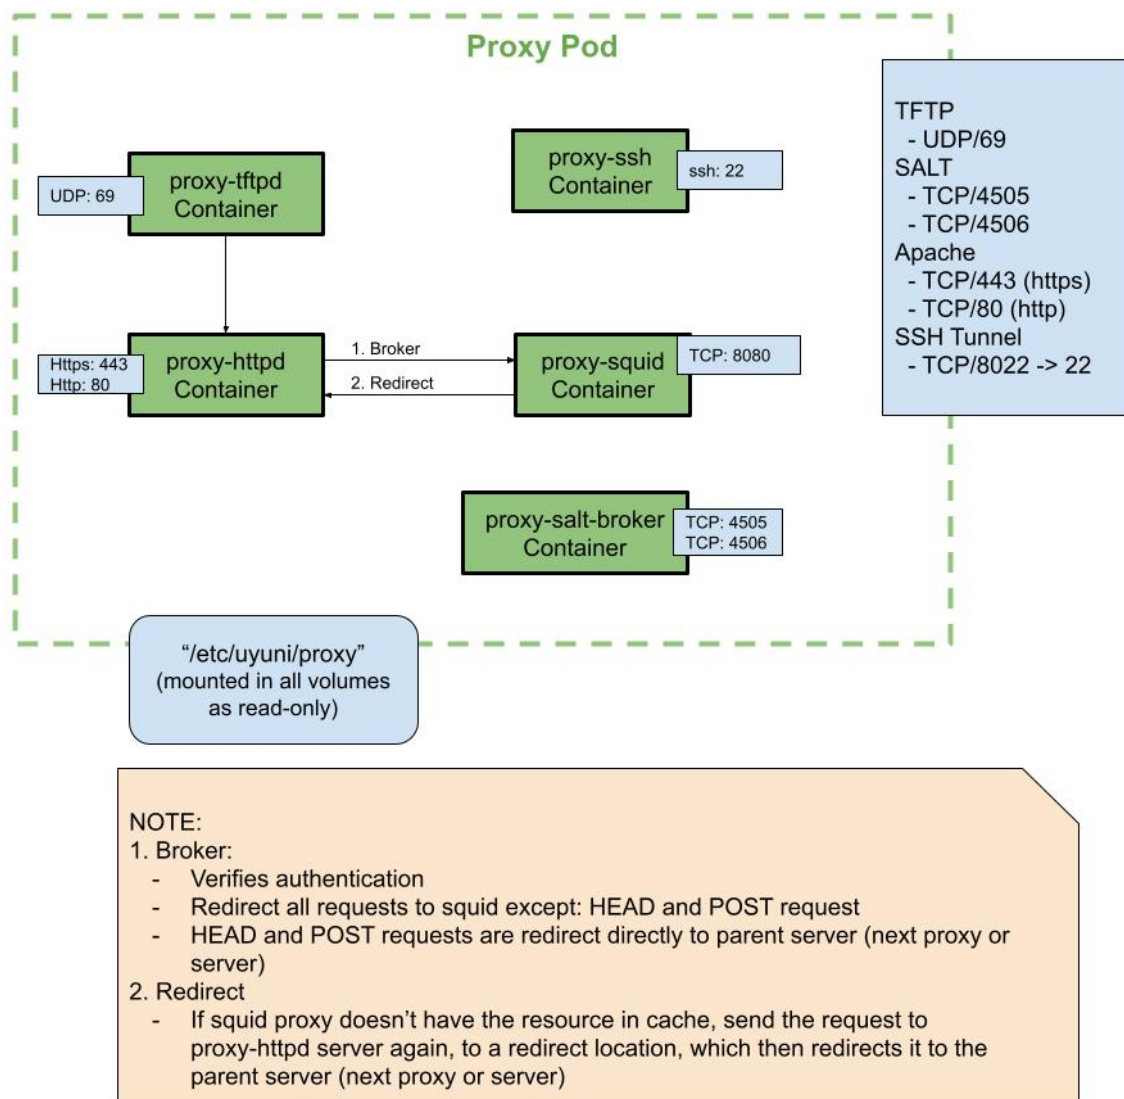 Proxy Pod
TFTP
- UDP/69
SALT
- TCP/4505
- TCP/4506
Apache
- TCP/443 (https)
- TCP/80 (http)
SSH Tunnel
- TCP/8022 -> 22
proxy-tftpd
Container
UDP: 69
proxy-ssh
Container
ssh: 22
proxy-httpd
Container
Https: 443
Http: 80
1. Broker
2. Redirect
proxy-squid
Container
TCP: 8080
proxy-salt-broker
Container
TCP: 4505
TCP: 4506
“/etc/uyuni/proxy”
(mounted in all volumes
as read-only)
NOTE:
1. Broker:
- Verifies authentication
- Redirect all requests to squid except: HEAD and POST request
- HEAD and POST requests are redirect directly to parent server (next proxy or
server)
2. Redirect
- If squid proxy doesn’t have the resource in cache, send the request to
proxy-httpd server again, to a redirect location, which then redirects it to the
parent server (next proxy or server)